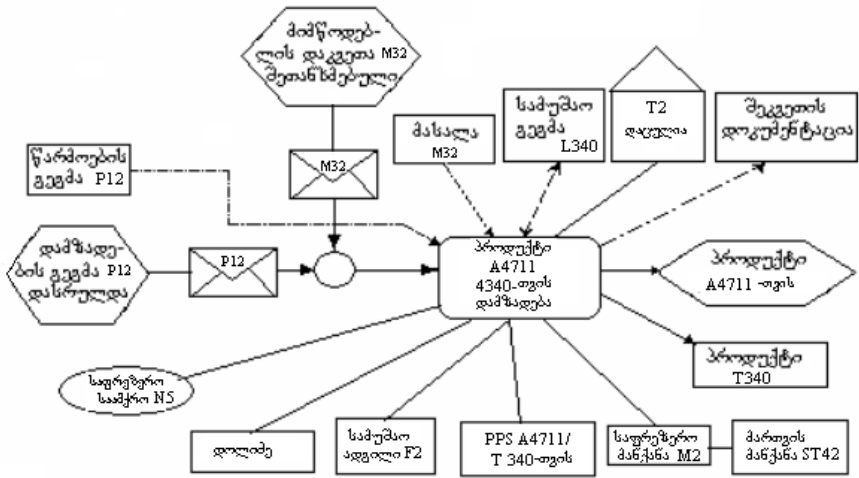 მიმწოდებ-
ლის დაკვეთა M32
შეთანხმებული
წარმოების
გეგმა P12
M32
მასალა
M32
სამუშაო
გეგმა
L340
T2
დაცულია
შეკვეთის
დოკუმენტაცია
დამზადე-
ბის გეგმა P12
დასრულდა
P12
პროდუქტი
A4711
4340-თვის
დამზადება
პროდუქტი
A4711 -თვის
პროდუქტი
T340
საფრეზერო
საამქრო N5
დოლიძე
სამუშაო
ადგილი F2
PPS A4711/
T 340-თვის
საფრეზერო
მანქანა M2
მართვის
მანქანა ST42